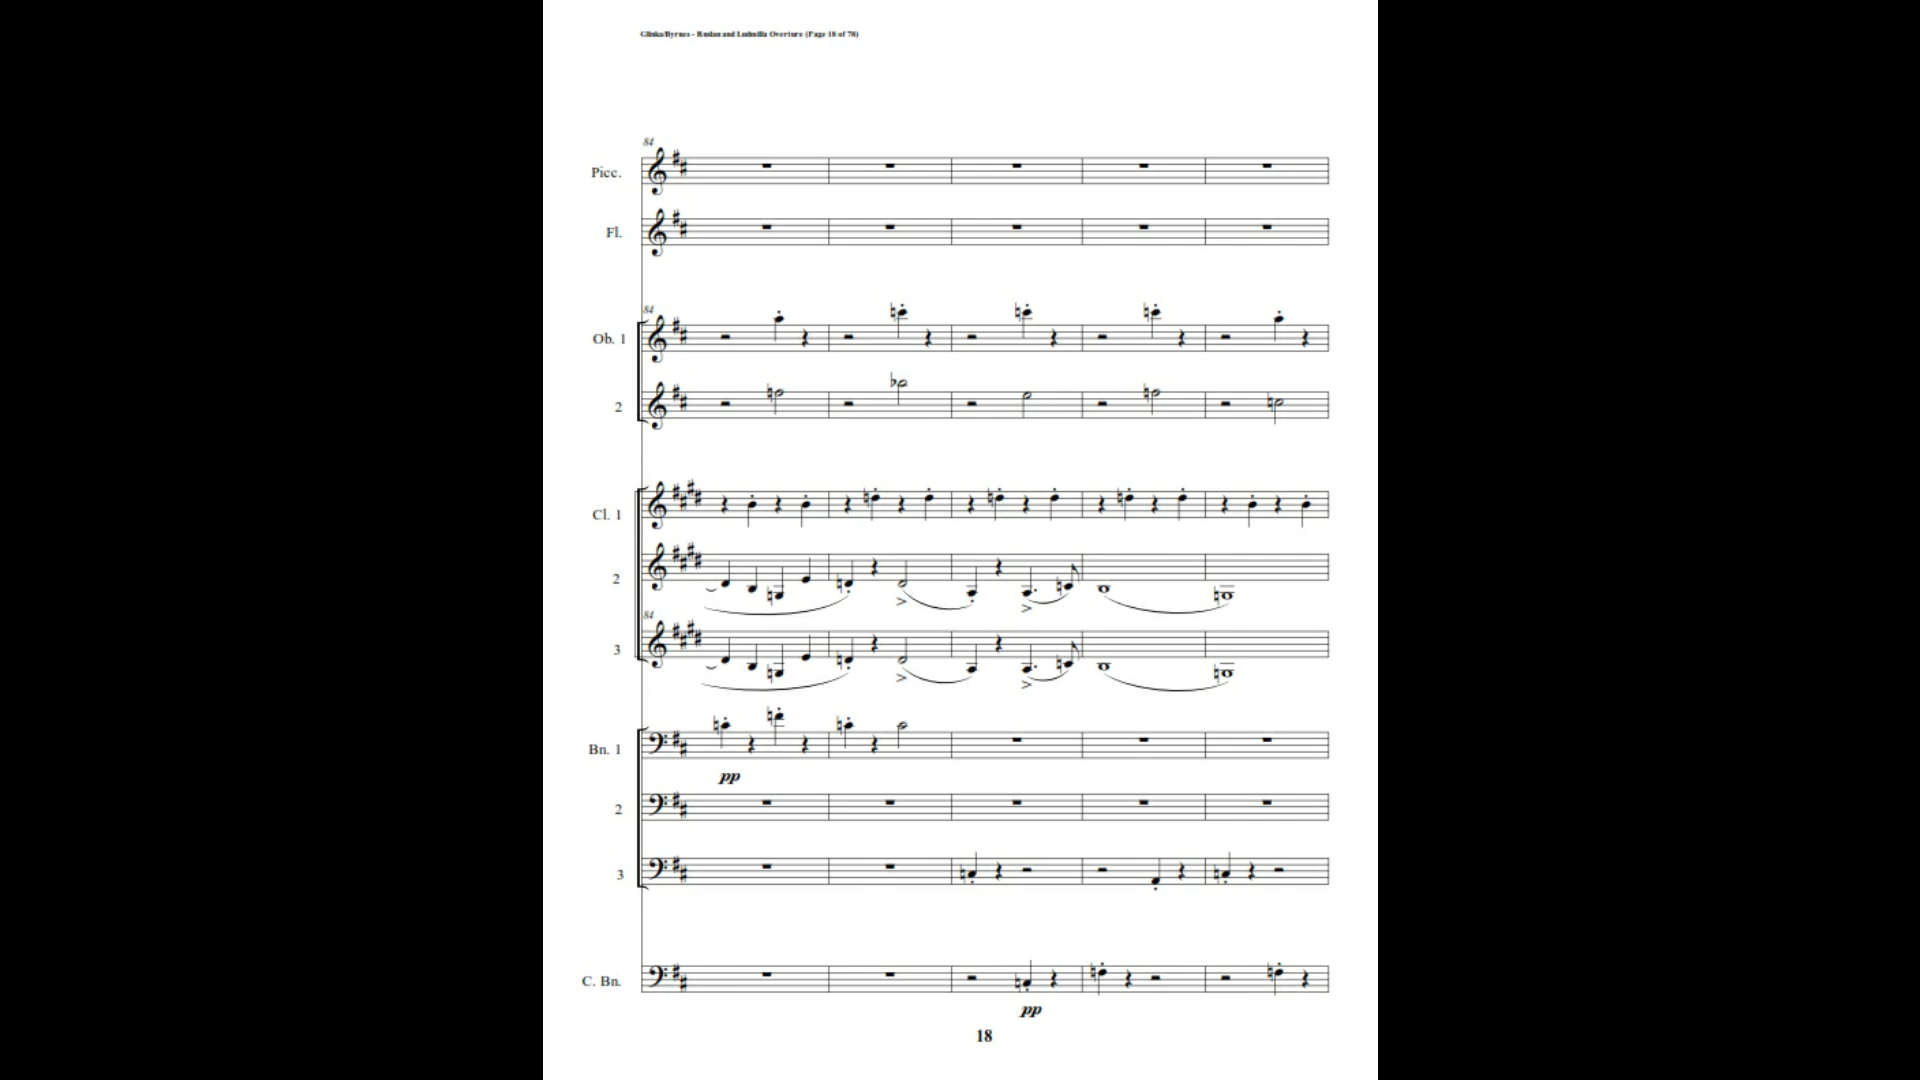 Glinka/Byrnes - Ruslan and Ludmilla Overture (Page 18 of 78)
84
Picc.
Fl.
84
Ob. 1
2
Cl. 1
2
84
3
Bn. 1
pp
2
3
C. Bn.
pp
18